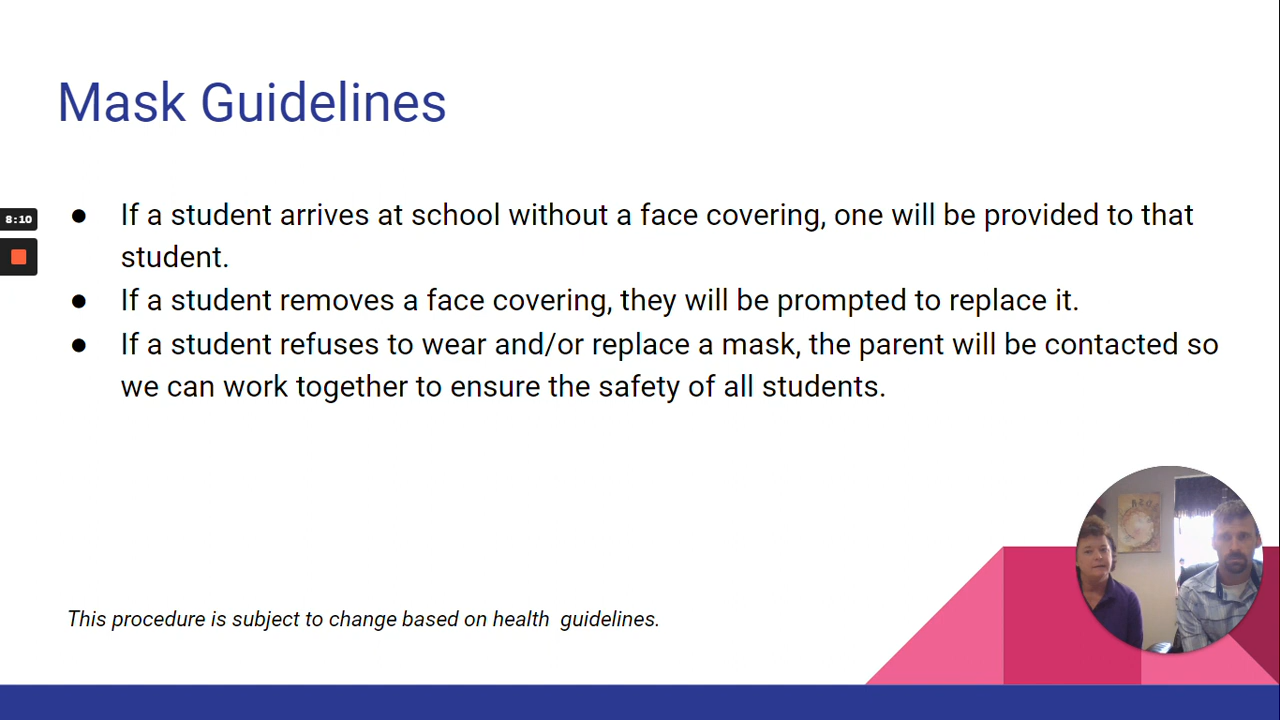 Mask Guidelines
8:10
● If a student arrives at school without a face covering, one will be provided to that
student.
● If a student removes a face covering, they will be prompted to replace it.
● If a student refuses to wear and/or replace a mask, the parent will be contacted so
we can work together to ensure the safety of all students.
This procedure is subject to change based on health guidelines.